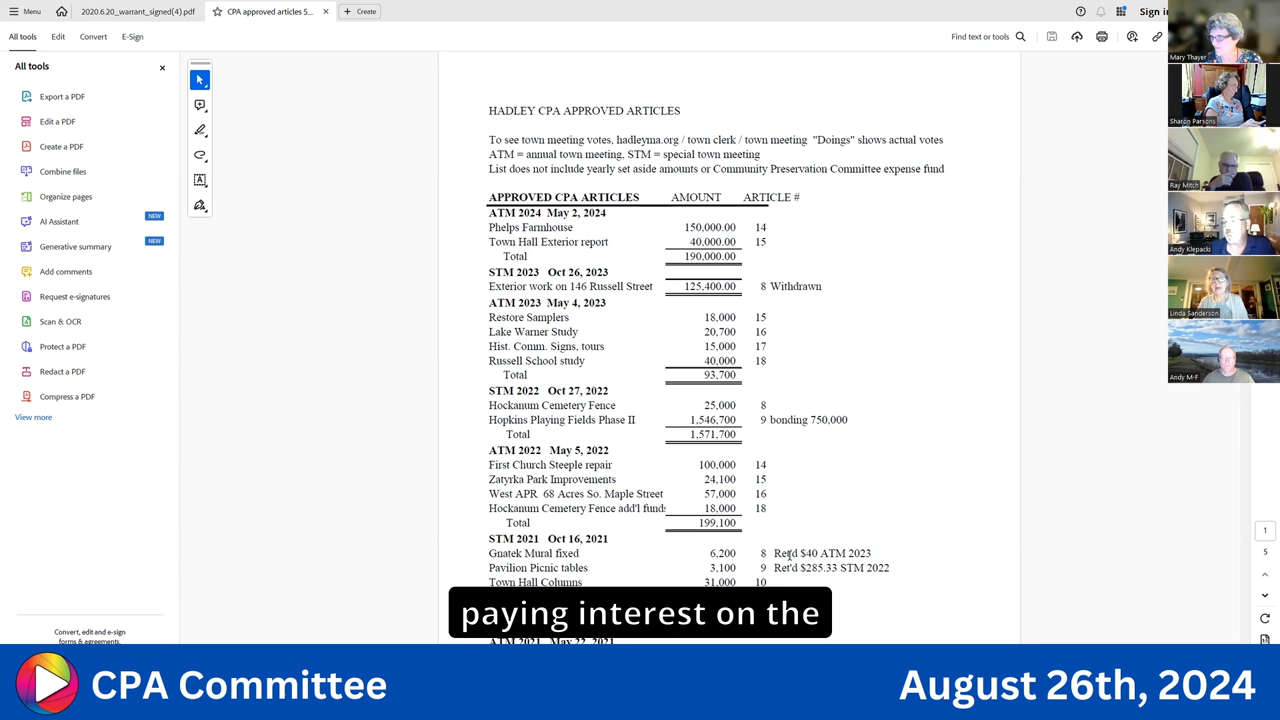 Menu
2020.6.20_warrant_signed(4).pdf
CPA approved articles 5...
Create
Sign in
All tools
Edit
Convert
E-Sign
Find text or tools
All tools
Export a PDF
Edit a PDF
Create a PDF
Combine files
Organize pages
AI Assistant NEW
Generative summary NEW
Add comments
Request e-signatures
Scan & OCR
Protect a PDF
Redact a PDF
Compress a PDF
View more
Convert, edit and e-sign
forms & agreements.
HADLEY CPA APPROVED ARTICLES
To see town meeting votes, hadleyma.org / town clerk / town meeting "Doings" shows actual votes
ATM = annual town meeting, STM = special town meeting
List does not include yearly set aside amounts or Community Preservation Committee expense fund
APPROVED CPA ARTICLES AMOUNT ARTICLE #
ATM 2024 May 2, 2024
Phelps Farmhouse 150,000.00 14
Town Hall Exterior report 40,000.00 15
Total 190,000.00
STM 2023 Oct 26, 2023
Exterior work on 146 Russell Street 125,400.00 8 Withdrawn
ATM 2023 May 4, 2023
Restore Samplers 18,000 15
Lake Warner Study 20,700 16
Hist. Comm. Signs, tours 15,000 17
Russell School study 40,000 18
Total 93,700
STM 2022 Oct 27, 2022
Hockanum Cemetery Fence 25,000 8
Hopkins Playing Fields Phase II 1,546,700 9 bonding 750,000
Total 1,571,700
ATM 2022 May 5, 2022
First Church Steeple repair 100,000 14
Zatyrka Park Improvements 24,100 15
West APR 68 Acres So. Maple Street 57,000 16
Hockanum Cemetery Fence add'l funds 18,000 18
Total 199,100
STM 2021 Oct 16, 2021
Gnatek Mural fixed 6,200 8 Ret'd $40 ATM 2023
Pavilion Picnic tables 3,100 9 Ret'd $285.33 STM 2022
Town Hall Columns 31,000 10
ATM 2021 May 22, 2021
paying interest on the
Mary Thayer
Sharon Parsons
Ray Mitch
Andy Klepacki
Linda Sanderson
Andy M-F
1
5
CPA Committee
August 26th, 2024